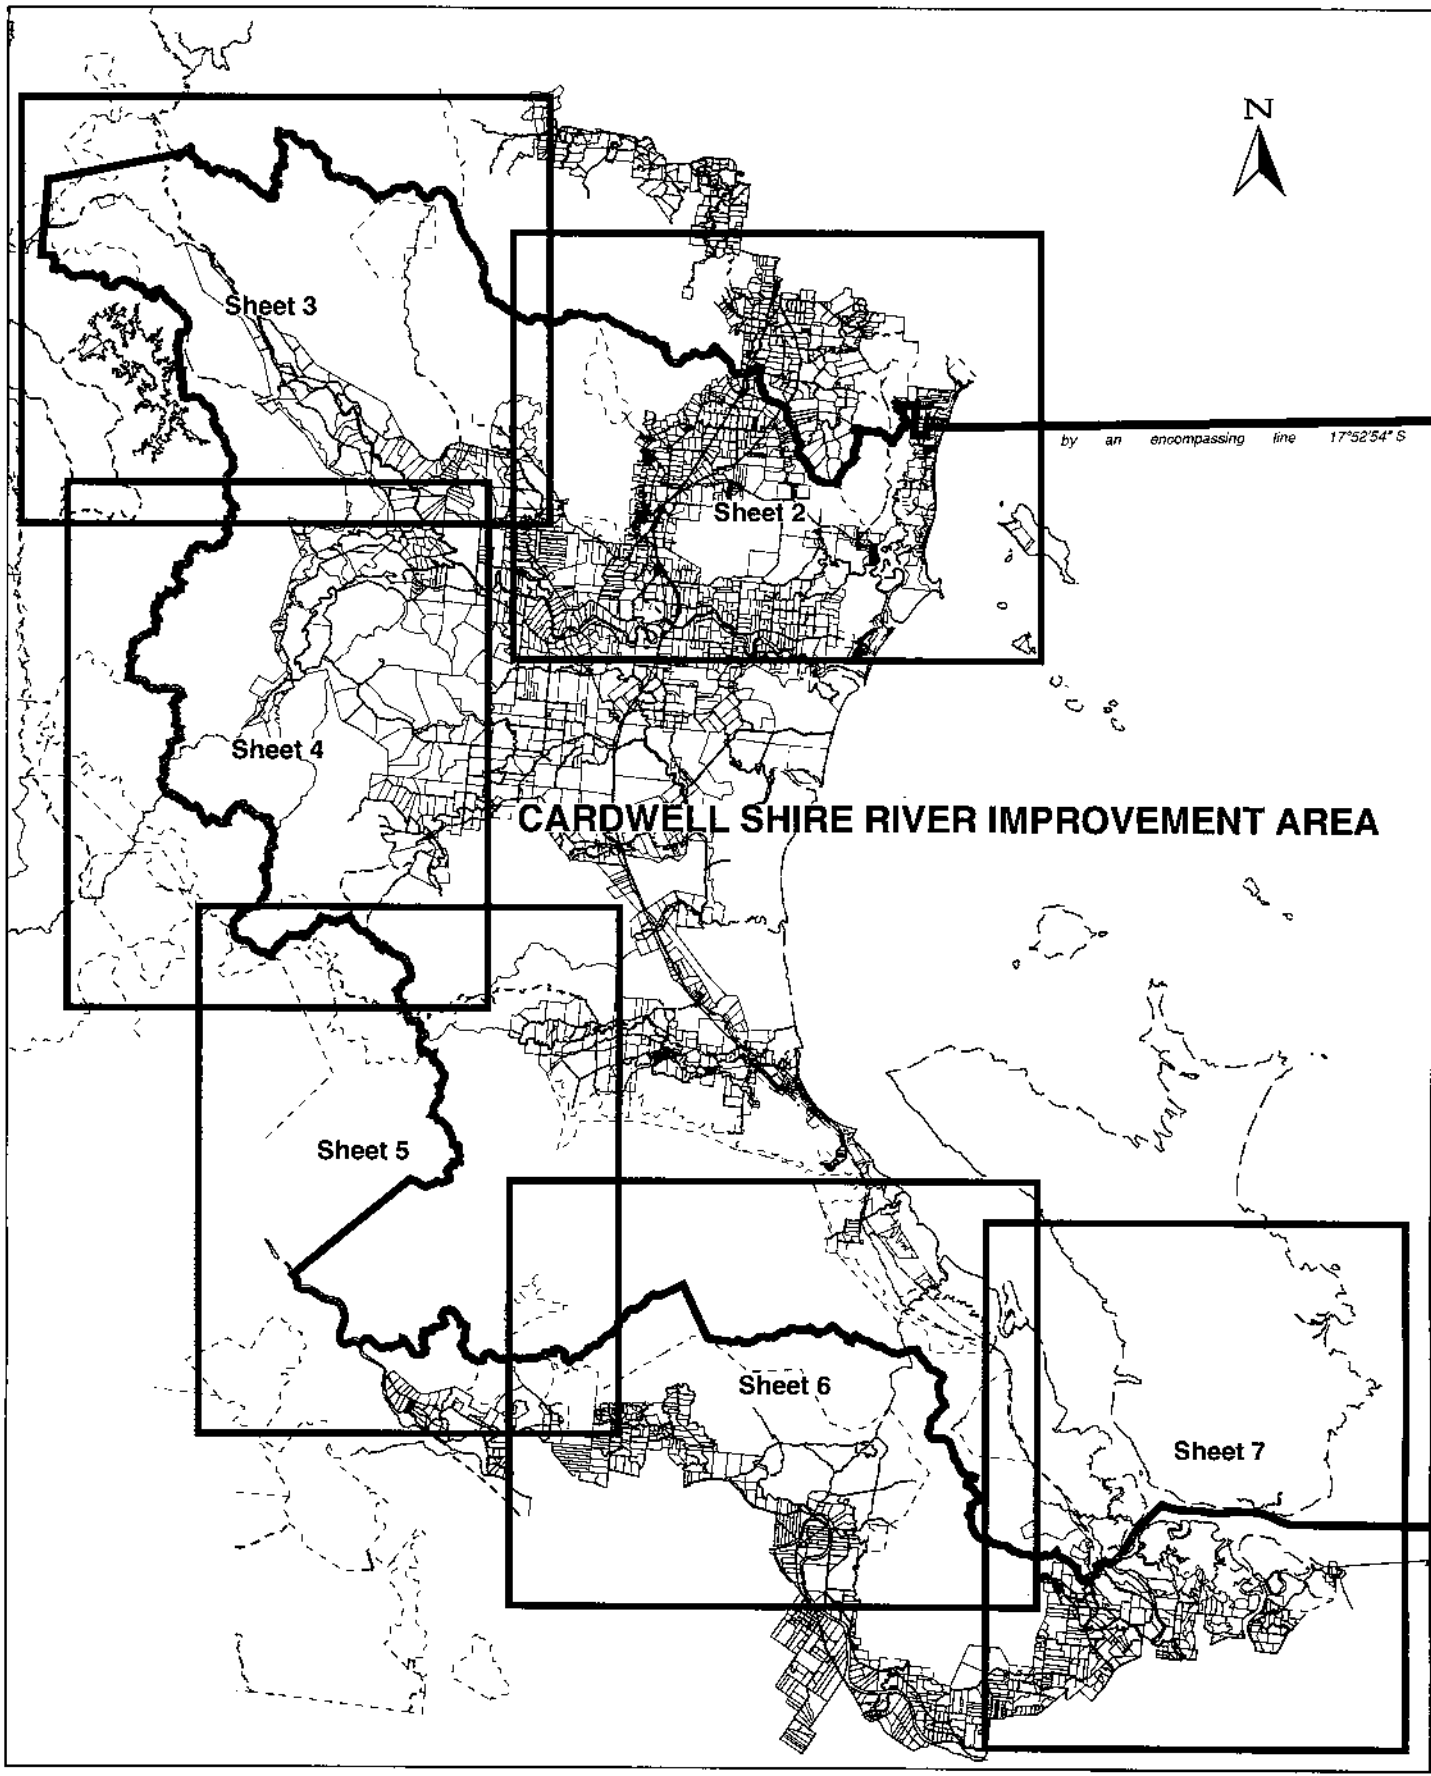 N
Sheet 3
by an encompassing line 17°52'54" S
Sheet 2
Sheet 4
CARDWELL SHIRE RIVER IMPROVEMENT AREA
Sheet 5
Sheet 6
Sheet 7